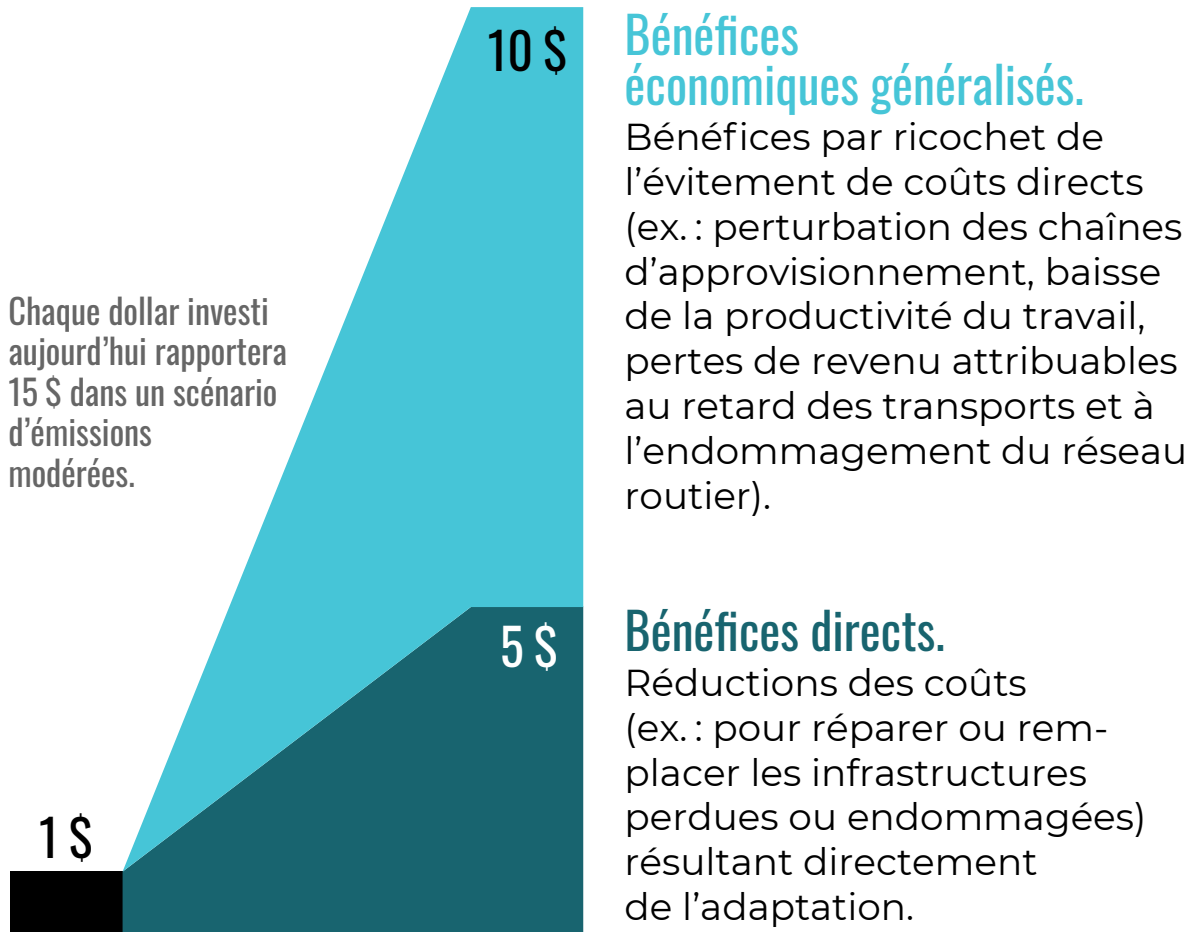 10 $
Bénéfices
économiques généralisés.
Bénéfices par ricochet de
l’évitement de coûts directs
(ex. : perturbation des chaînes
d’approvisionnement, baisse
de la productivité du travail,
pertes de revenu attribuables
au retard des transports et à
l’endommagement du réseau
routier).
Chaque dollar investi
aujourd’hui rapportera
15 $ dans un scénario
d’émissions
modérées.
5 $
Bénéfices directs.
Réductions des coûts
(ex. : pour réparer ou rem-
placer les infrastructures
perdues ou endommagées)
résultant directement
de l’adaptation.
1 $